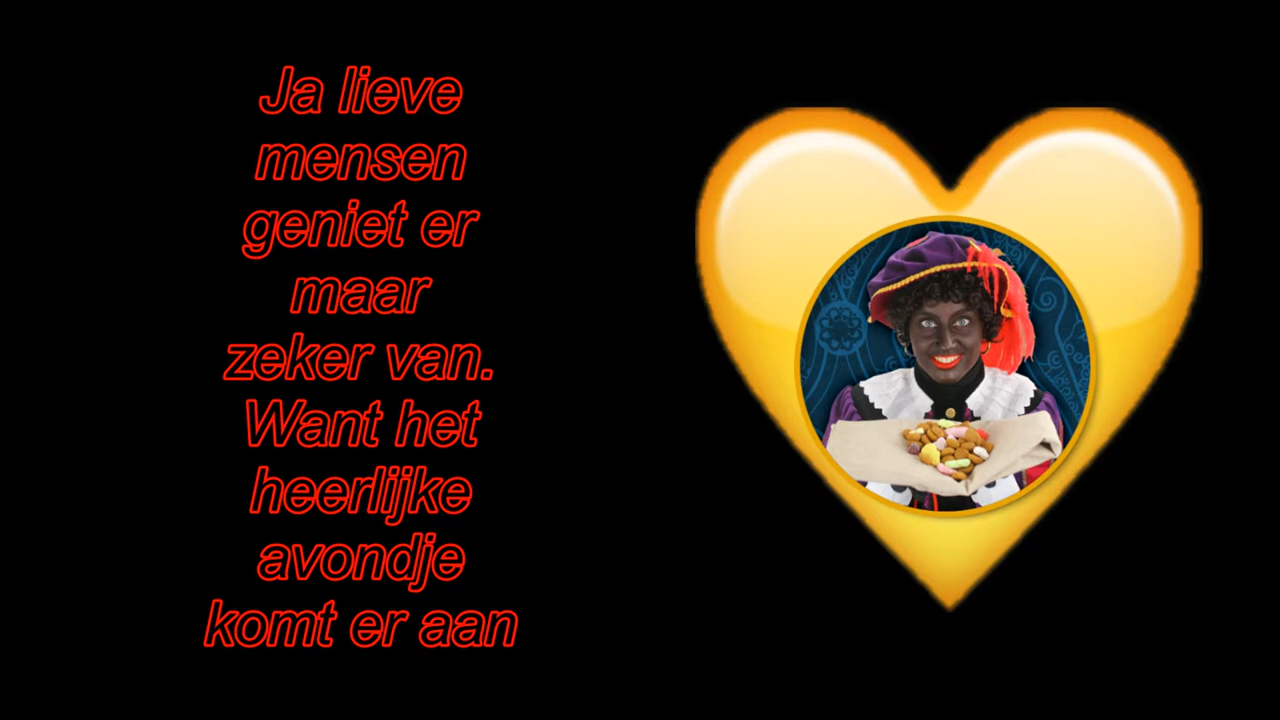 Ja lieve
mensen
geniet er
maar
zeker van.
Want het
heerlijke
avondje
komt er aan